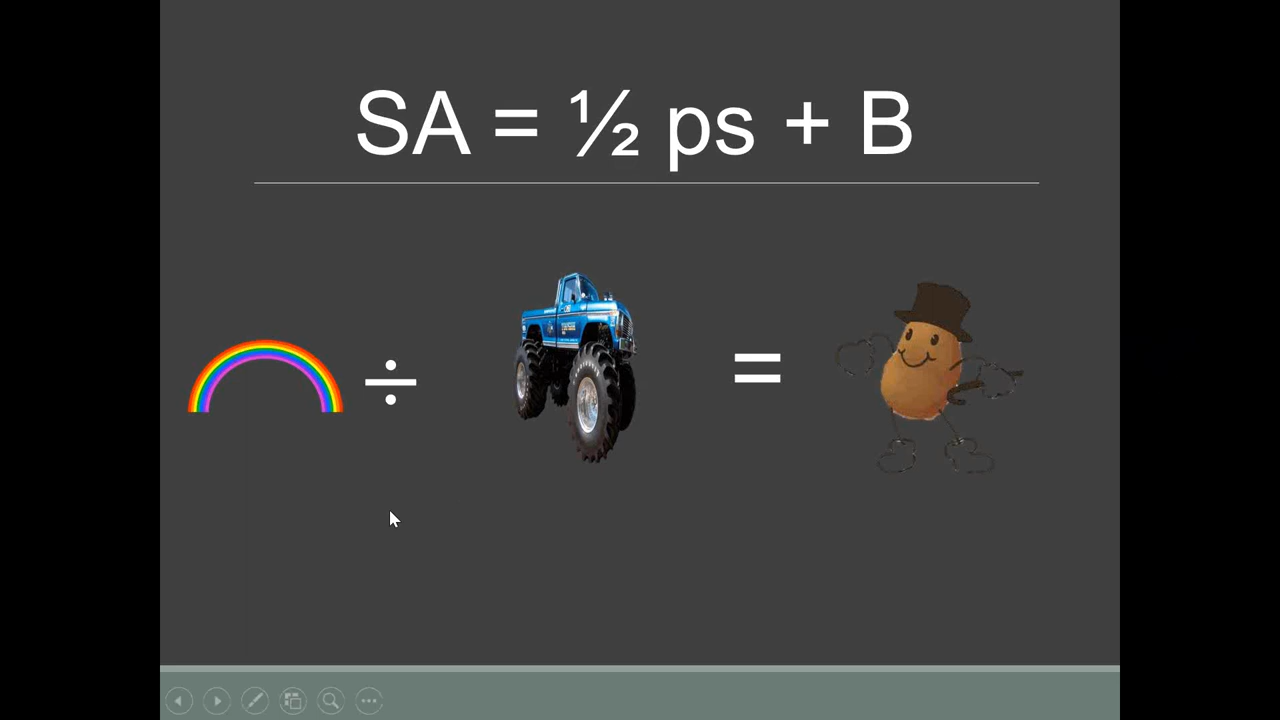 SA = ½ ps + B
÷ =